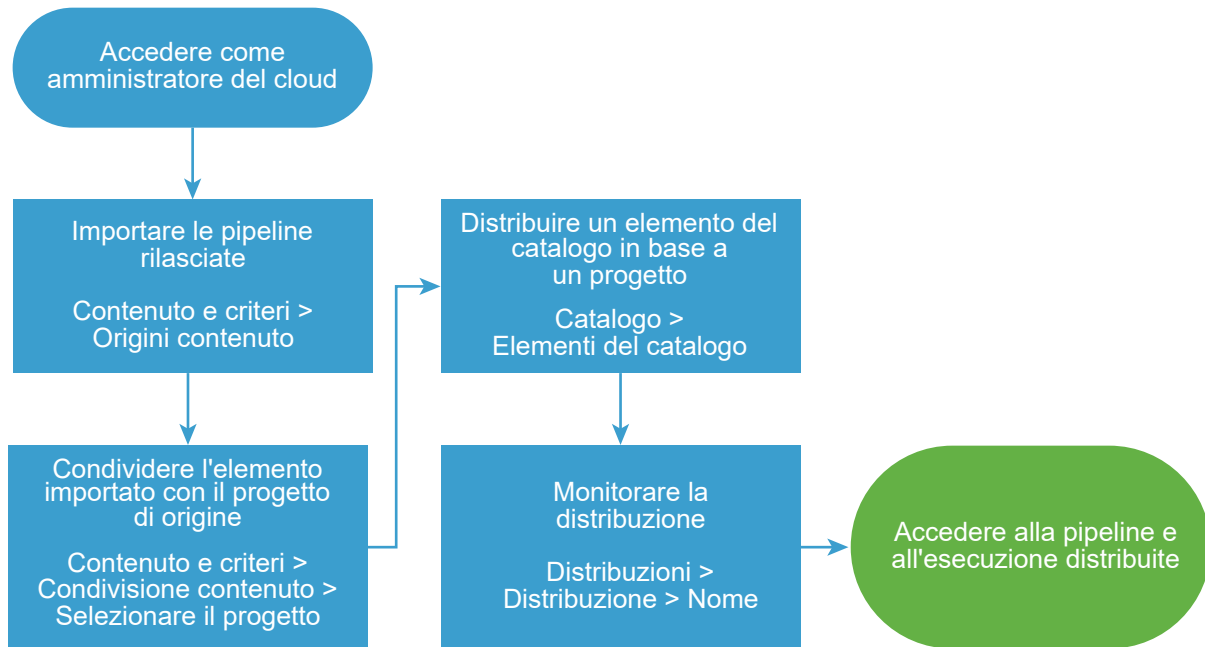 Accedere come
amministratore del cloud
Importare le pipeline
rilasciate
Contenuto e criteri >
Origini contenuto
Condividere l'elemento
importato con il progetto
di origine
Contenuto e criteri >
Condivisione contenuto >
Selezionare il progetto
Distribuire un elemento del
catalogo in base a
un progetto
Catalogo >
Elementi del catalogo
Monitorare la
distribuzione
Distribuzioni >
Distribuzione > Nome
Accedere alla pipeline e
all'esecuzione distribuite